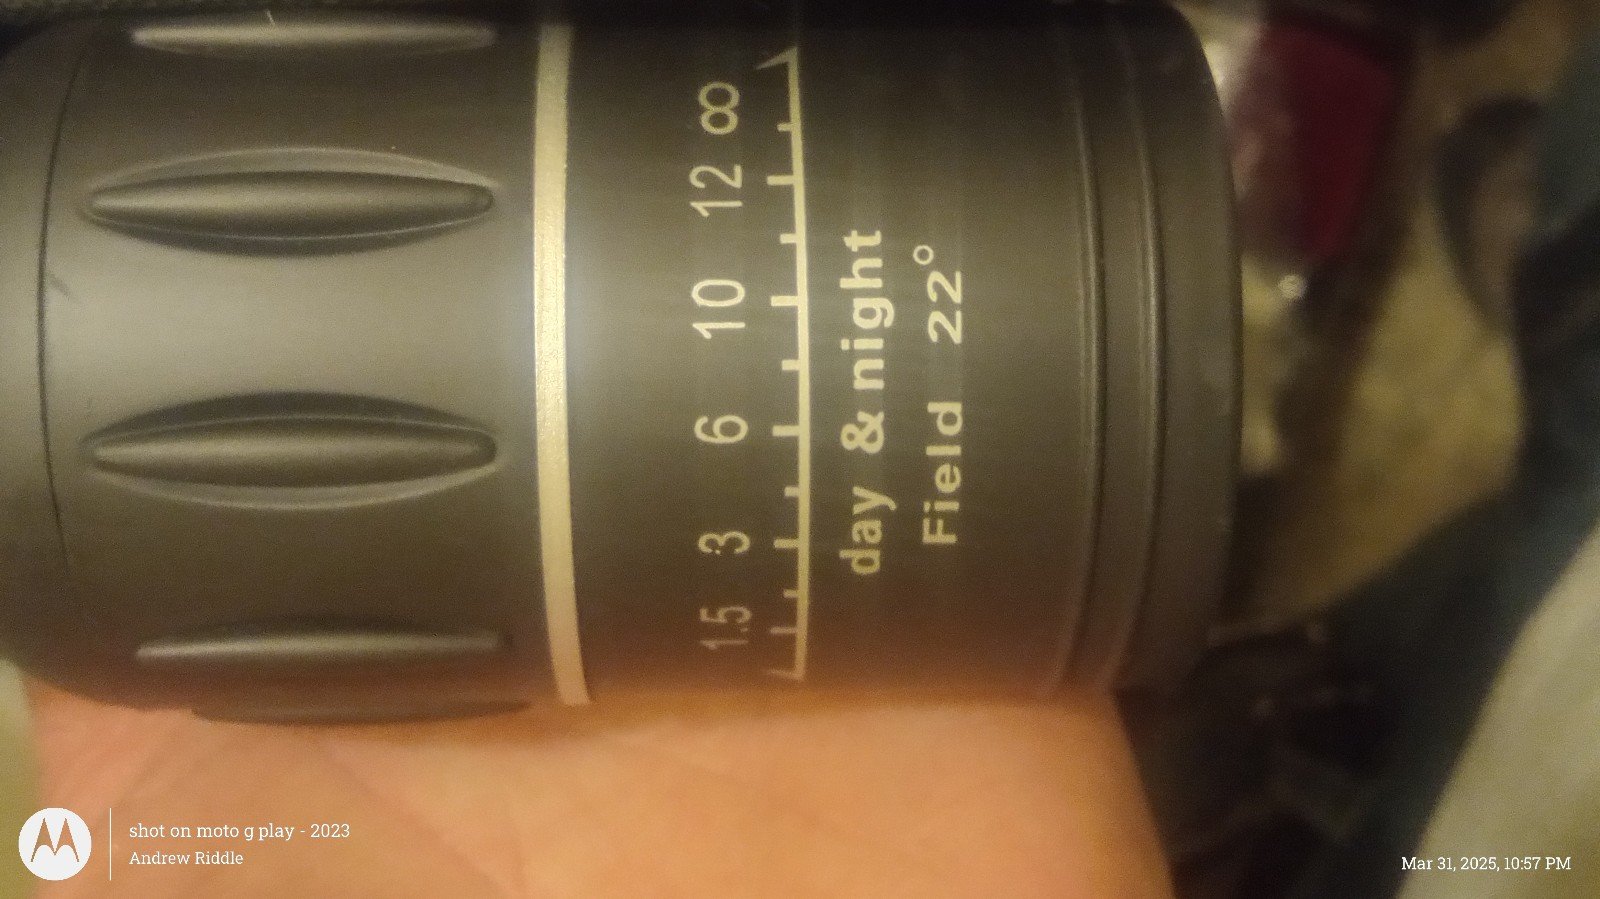 1.5 3 6 10 12 ∞
day & night
Field 22°
shot on moto g play - 2023
Andrew Riddle
Mar 31, 2025, 10:57 PM